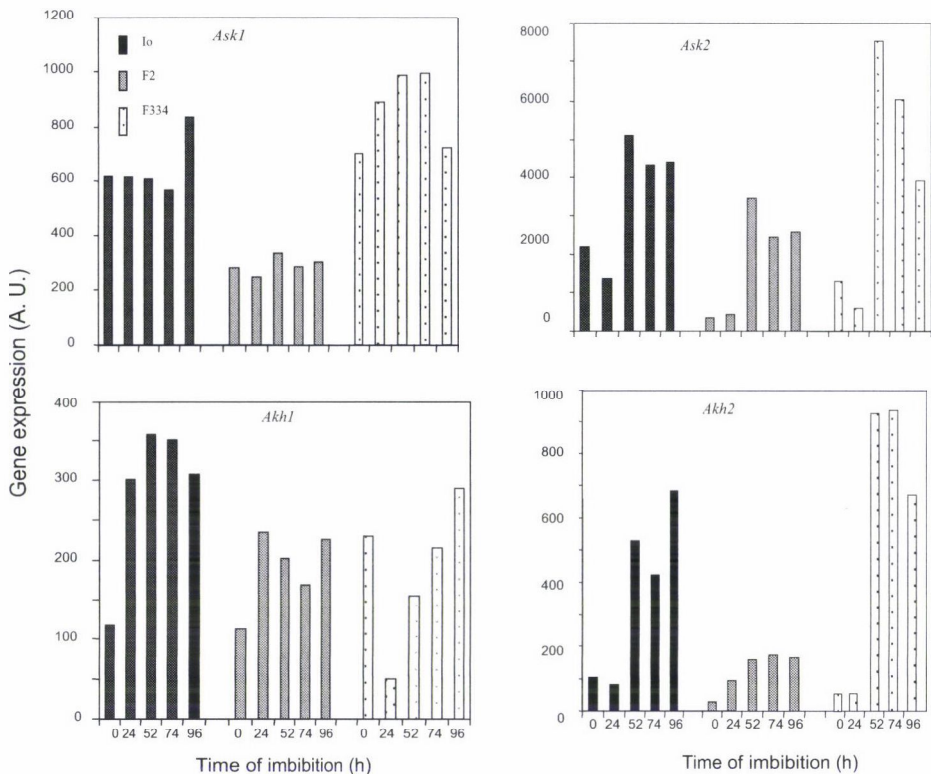 Gene expression (A. U.)
Ask1
1200
1000
800
600
400
200
0
Io
F2
F334
Ask2
8000
6000
4000
2000
0
Akh1
400
300
200
100
0
0 24 52 74 96 0 24 52 74 96 0 24 52 74 96
Time of imbibition (h)
Akh2
1000
800
600
400
200
0
0 24 52 74 96 0 24 52 74 96 0 24 52 74 96
Time of imbibition (h)